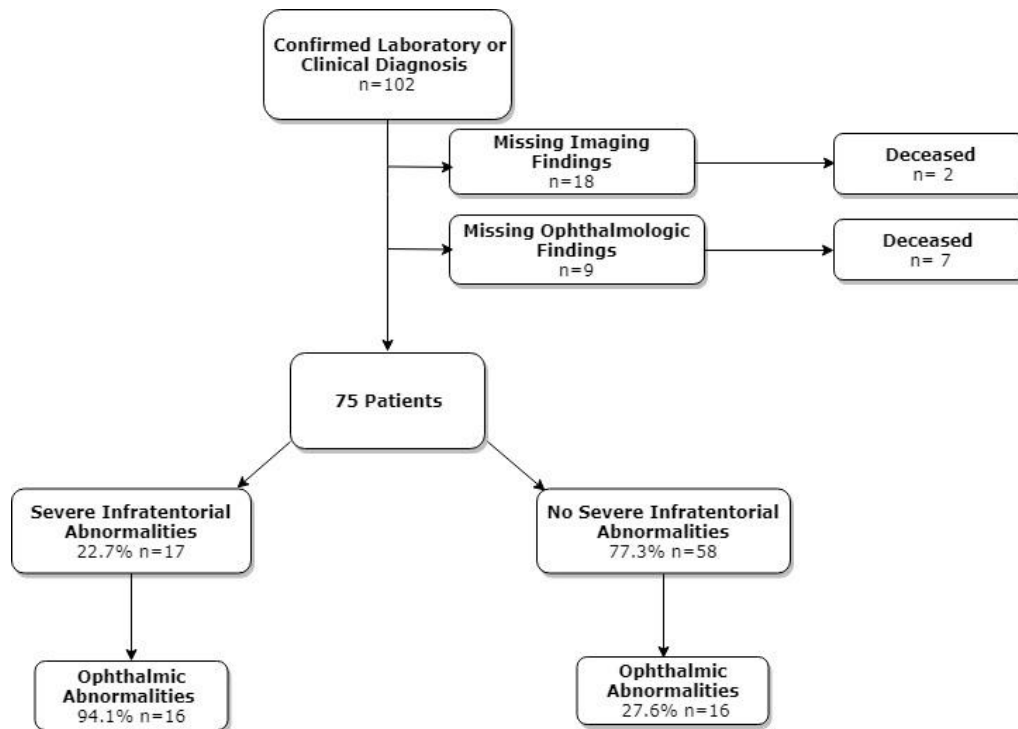 Confirmed Laboratory or
Clinical Diagnosis
n=102
Missing Imaging
Findings
n=18
Deceased
n= 2
Missing Ophthalmologic
Findings
n=9
Deceased
n= 7
75 Patients
Severe Infratentorial
Abnormalities
22.7% n=17
No Severe Infratentorial
Abnormalities
77.3% n=58
Ophthalmic
Abnormalities
94.1% n=16
Ophthalmic
Abnormalities
27.6% n=16